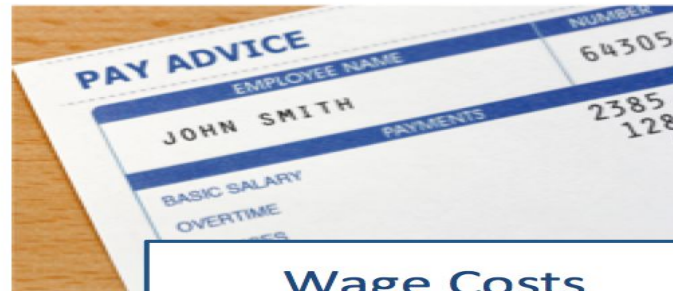 PAY ADVICE
EMPLOYEE NAME
NUMBER
JOHN SMITH
64305
PAYMENTS
2385
128
BASIC SALARY
OVERTIME
Wage Costs